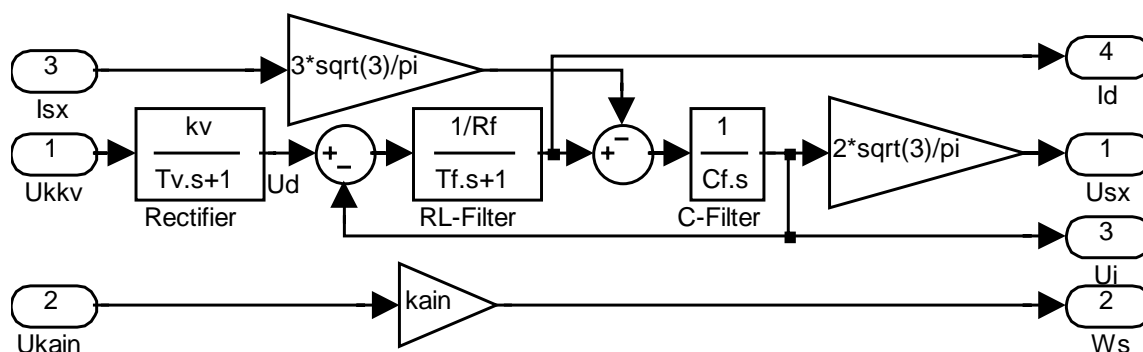 3
Isx
3*sqrt(3)/pi
4
Id
1
Ukkv
kv
Tv.s+1
Rectifier
Ud
+
−
1/Rf
Tf.s+1
RL-Filter
−
+
1
Cf.s
C-Filter
2*sqrt(3)/pi
1
Usx
3
Ui
2
Ukain
kain
2
Ws